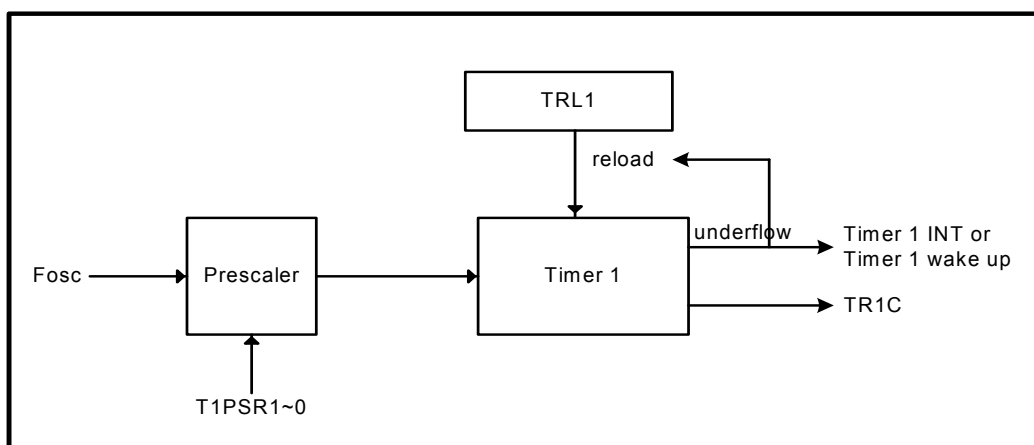 TRL1
reload
underflow
Timer 1 INT or
Timer 1 wake up
Fosc
Prescaler
Timer 1
TR1C
T1PSR1~0